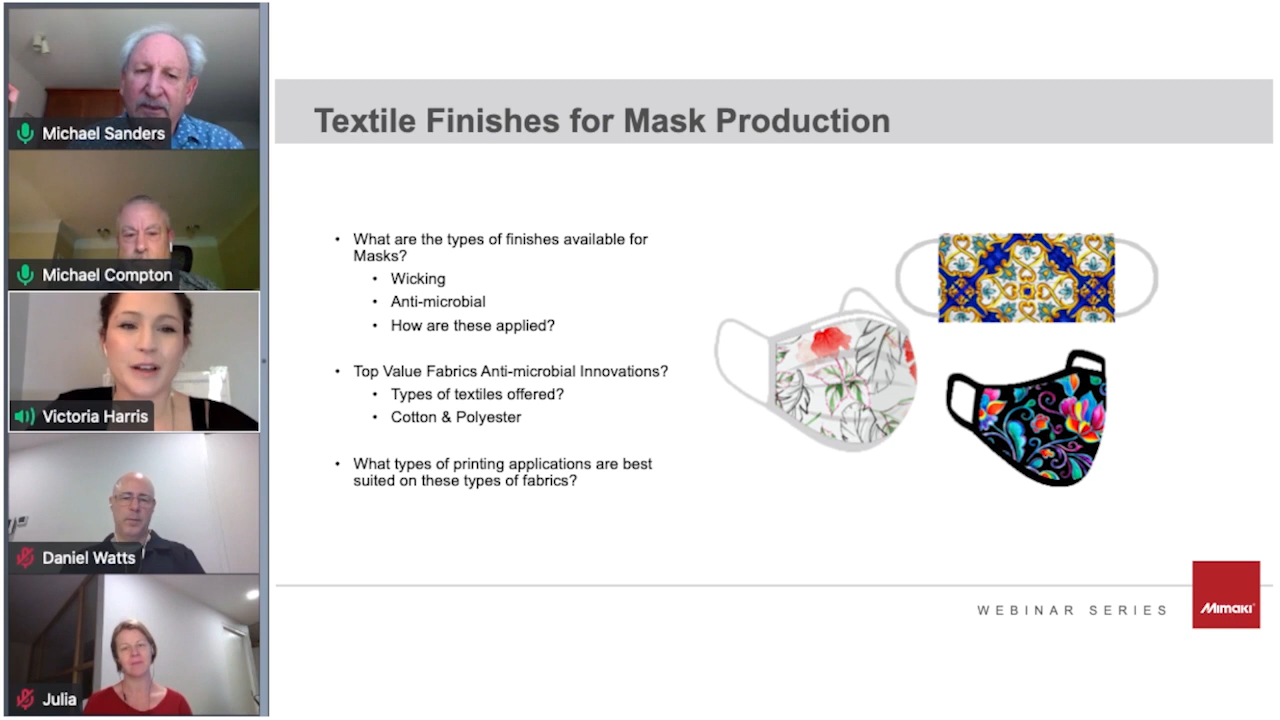 Michael Sanders
Michael Compton
Victoria Harris
Daniel Watts
Julia
Textile Finishes for Mask Production
• What are the types of finishes available for
Masks?
• Wicking
• Anti-microbial
• How are these applied?
• Top Value Fabrics Anti-microbial Innovations?
• Types of textiles offered?
• Cotton & Polyester
• What types of printing applications are best
suited on these types of fabrics?
WEBINAR SERIES
Mimaki®